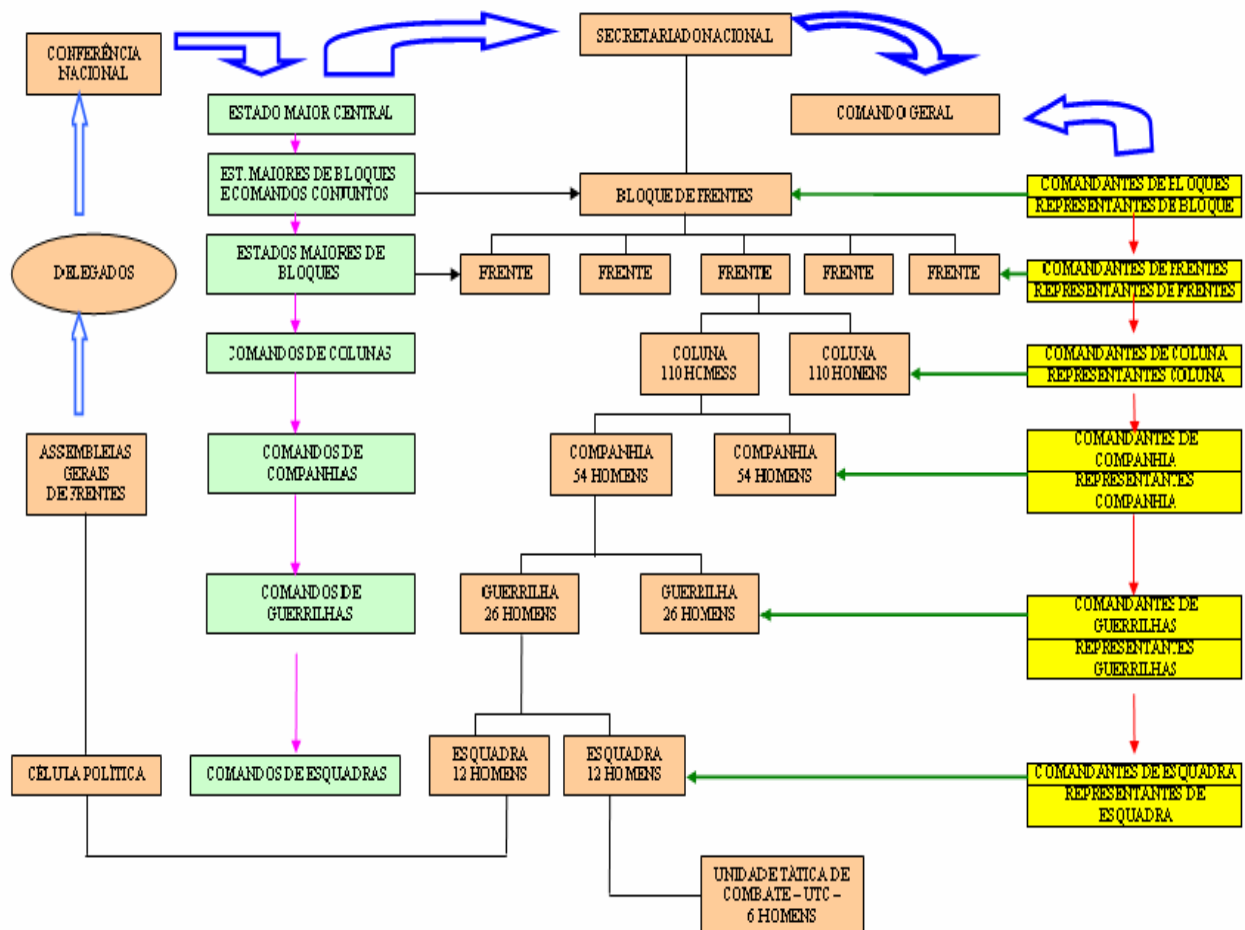 CONFERÊNCIA
NACIONAL
SECRETARIADO NACIONAL
ESTADO MAIOR CENTRAL
COMANDO GERAL
EST. MAIORES DE BLOQUES
E COMANDOS CONJUNTOS
BLOQUE DE FRENTES
COMANDANTES DE BLOQUES
REPRESENTANTES DE BLOQUE
DELEGADOS
ESTADOS MAIORES DE
BLOQUES
FRENTE
FRENTE
FRENTE
FRENTE
FRENTE
COMANDANTES DE FRENTES
REPRESENTANTES DE FRENTES
COMANDOS DE COLUNAS
COLUNA
110 HOMESS
COLUNA
110 HOMENS
COMANDANTES DE COLUNA
REPRESENTANTES COLUNA
ASSEMBLEIAS
GERAIS
DE FRENTES
COMANDOS DE
COMPANHIAS
COMPANHIA
54 HOMENS
COMPANHIA
54 HOMENS
COMANDANTES DE
COMPANHIA
REPRESENTANTES
COMPANHIA
COMANDOS DE
GUERRILHAS
GUERRILHA
26 HOMENS
GUERRILHA
26 HOMENS
COMANDANTES DE
GUERRILHAS
REPRESENTANTES
GUERRILHAS
CÉLULA POLÍTICA
COMANDOS DE ESQUADRAS
ESQUADRA
12 HOMENS
ESQUADRA
12 HOMENS
COMANDANTES DE ESQUADRA
REPRESENTANTES DE
ESQUADRA
UNIDADE TÀTICA DE
COMBATE – UTC –
6 HOMENS